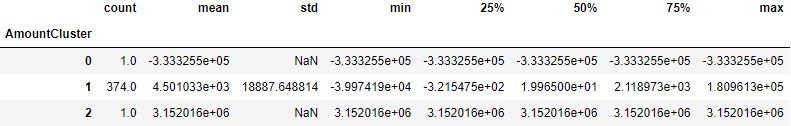 count mean std min 25% 50% 75% max
AmountCluster
0 1.0 -3.333255e+05 NaN -3.333255e+05 -3.333255e+05 -3.333255e+05 -3.333255e+05 -3.333255e+05
1 374.0 4.501033e+03 18887.648814 -3.997419e+04 -3.215475e+02 1.996500e+01 2.118973e+03 1.809613e+05
2 1.0 3.152016e+06 NaN 3.152016e+06 3.152016e+06 3.152016e+06 3.152016e+06 3.152016e+06